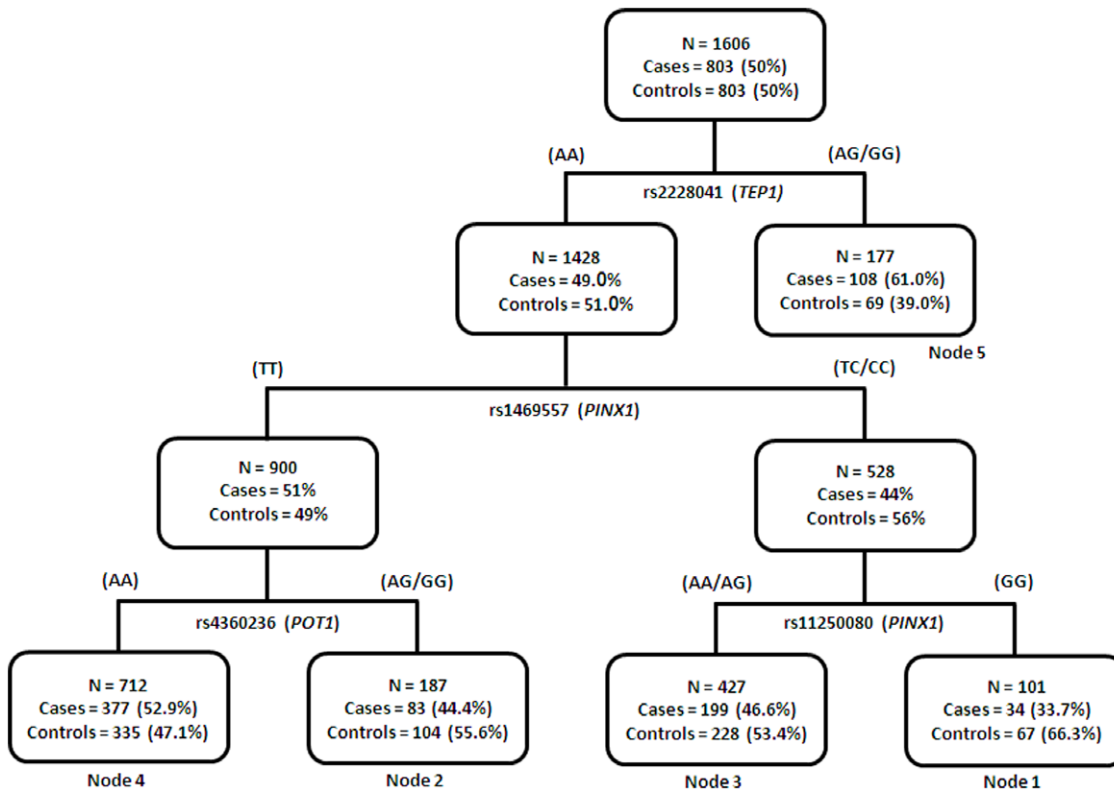 N = 1606
Cases = 803 (50%)
Controls = 803 (50%)
(AA)
(AG/GG)
rs2228041 (TEP1)
N = 1428
Cases = 49.0%
Controls = 51.0%
N = 177
Cases = 108 (61.0%)
Controls = 69 (39.0%)
Node 5
(TT)
(TC/CC)
rs1469557 (PINX1)
N = 900
Cases = 51%
Controls = 49%
N = 528
Cases = 44%
Controls = 56%
(AA)
(AG/GG)
rs4360236 (POT1)
(AA/AG)
(GG)
rs11250080 (PINX1)
N = 712
Cases = 377 (52.9%)
Controls = 335 (47.1%)
Node 4
N = 187
Cases = 83 (44.4%)
Controls = 104 (55.6%)
Node 2
N = 427
Cases = 199 (46.6%)
Controls = 228 (53.4%)
Node 3
N = 101
Cases = 34 (33.7%)
Controls = 67 (66.3%)
Node 1